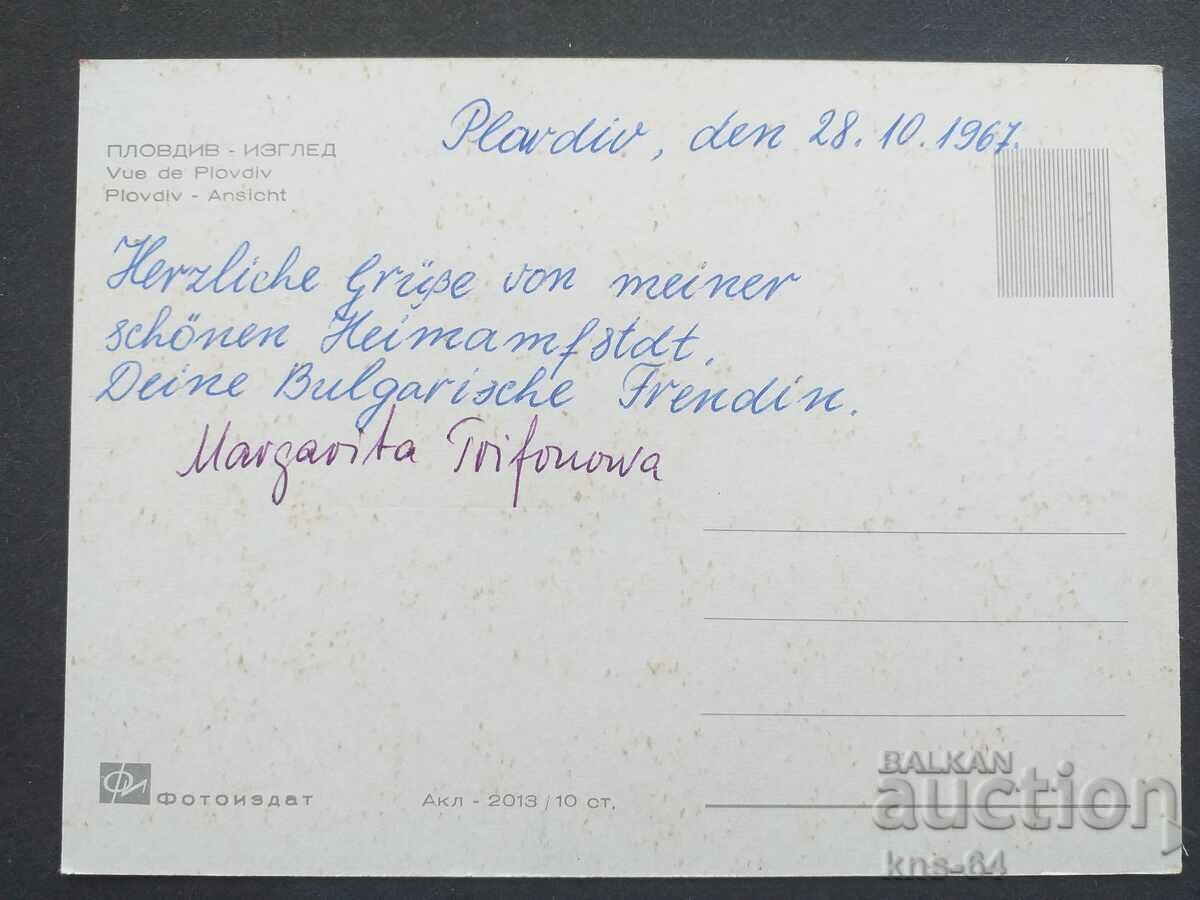 Plovdiv, den 28.10.1967.
ПЛОВДИВ - ИЗГЛЕД
Vue de Plovdiv
Plovdiv - Ansicht
Herzliche Grüße von meiner
schönen Heimamfstdt.
Deine Bulgarische Frendin.
Margarita Trifonowa
ФИ Фотоиздат
Акл - 2013/10 ст.
BALKAN
auction
kns-64